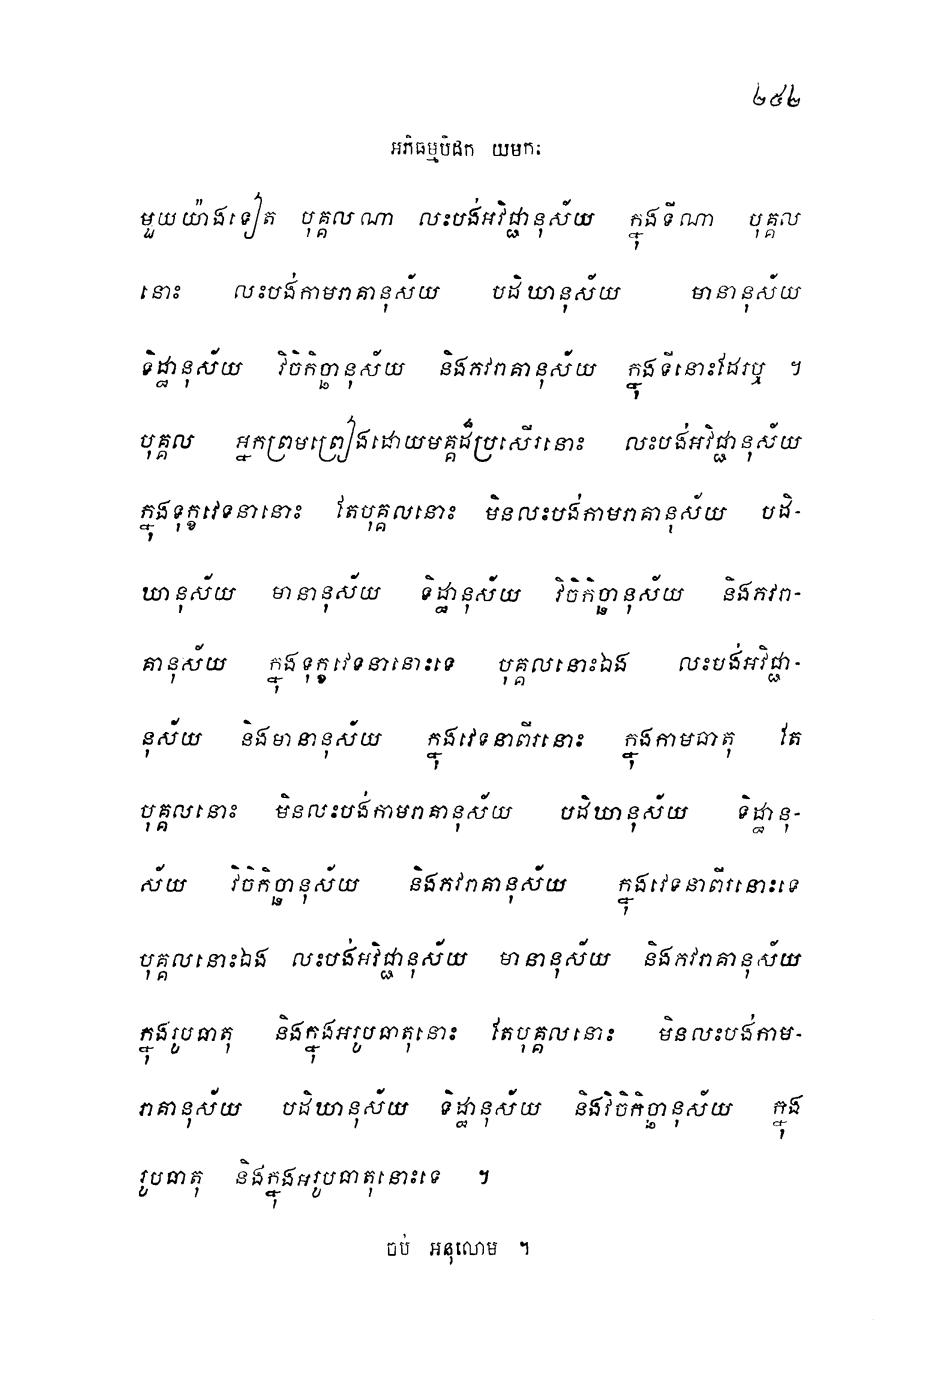 ២៥២
អភិធម្មបិដក យមកៈ
មួយយ៉ាងទៀត បុគ្គលណា លះបង់អវិជ្ជានុស័យ ក្នុងទីណា បុគ្គល
នោះ លះបង់កាមរាគានុស័យ បដិឃានុស័យ មានានុស័យ
ទិដ្ឋានុស័យ វិចិកិច្ឆានុស័យ និងភវរាគានុស័យ ក្នុងទីនោះដែរឬ ។
បុគ្គល អ្នកព្រមព្រៀងដោយមគ្គដ៏ប្រសើរនោះ លះបង់អវិជ្ជានុស័យ
ក្នុងទុក្ខវេទនានោះ តែបុគ្គលនោះ មិនលះបង់កាមរាគានុស័យ បដិ-
ឃានុស័យ មានានុស័យ ទិដ្ឋានុស័យ វិចិកិច្ឆានុស័យ និងភវរា-
គានុស័យ ក្នុងទុក្ខវេទនានោះទេ បុគ្គលនោះឯង លះបង់អវិជ្ជា-
នុស័យ និងមានានុស័យ ក្នុងវេទនាពីរនោះ ក្នុងកាមធាតុ តែ
បុគ្គលនោះ មិនលះបង់កាមរាគានុស័យ បដិឃានុស័យ ទិដ្ឋានុ-
ស័យ វិចិកិច្ឆានុស័យ និងភវរាគានុស័យ ក្នុងវេទនាពីរនោះទេ
បុគ្គលនោះឯង លះបង់អវិជ្ជានុស័យ មានានុស័យ និងភវរាគានុស័យ
ក្នុងរូបធាតុ និងក្នុងអរូបធាតុនោះ តែបុគ្គលនោះ មិនលះបង់កាម-
រាគានុស័យ បដិឃានុស័យ ទិដ្ឋានុស័យ និងវិចិកិច្ឆានុស័យ ក្នុង
រូបធាតុ និងក្នុងអរូបធាតុនោះទេ ។
ចប់ អនុលោម ។